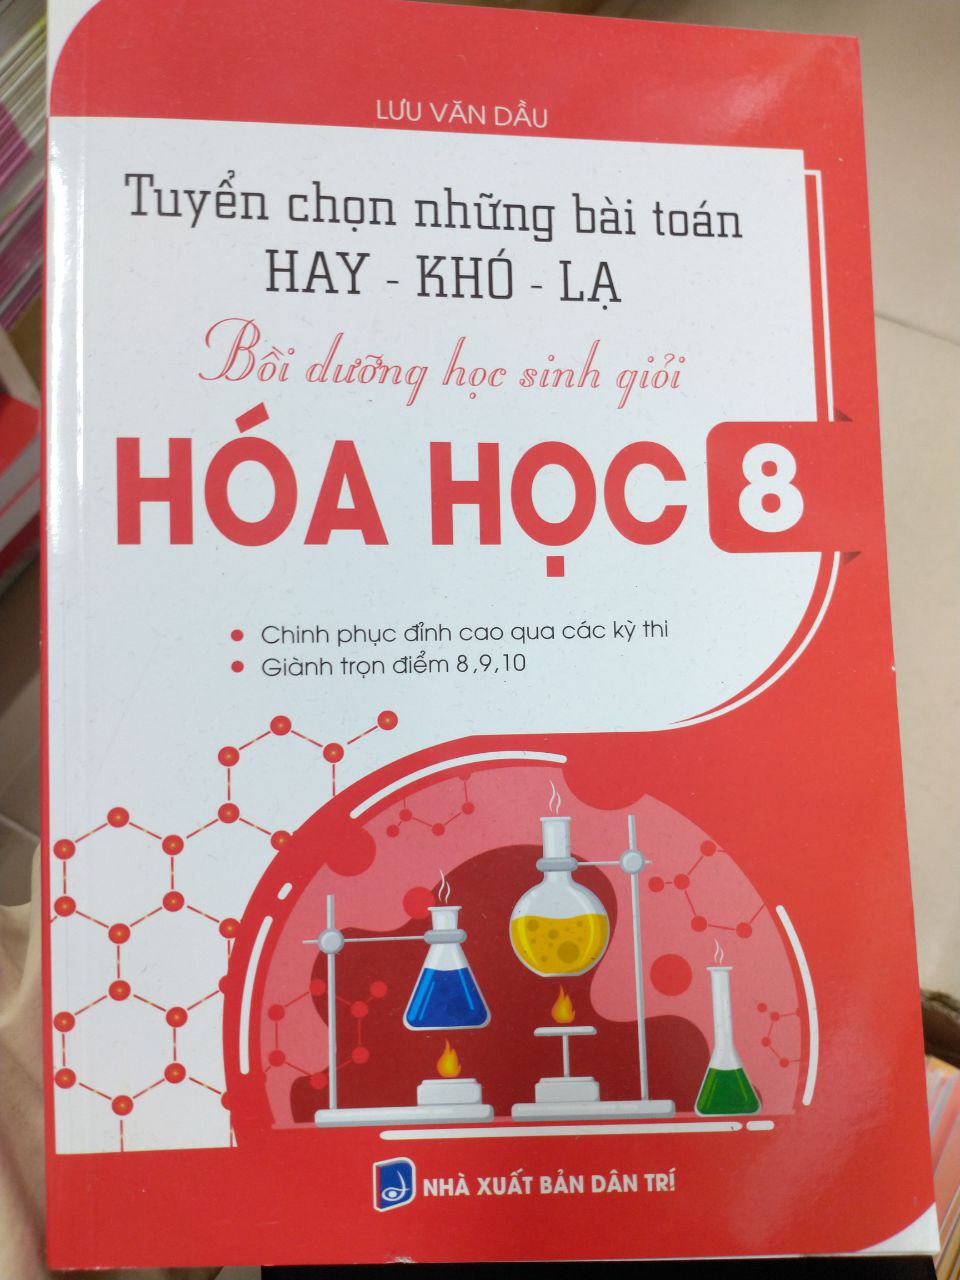 LƯU VĂN DẦU
Tuyển chọn những bài toán
HAY - KHÓ - LẠ
Bồi dưỡng học sinh giỏi
HÓA HỌC 8
• Chinh phục đỉnh cao qua các kỳ thi
• Giành trọn điểm 8,9,10
NHÀ XUẤT BẢN DÂN TRÍ